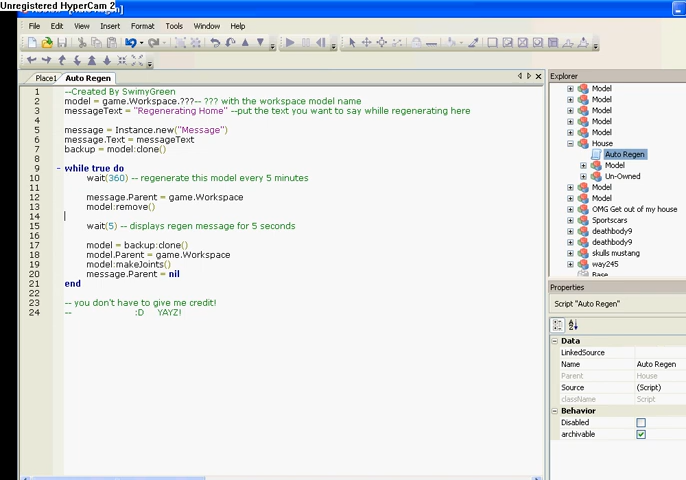 Unregistered HyperCam 2
File Edit View Insert Format Tools Window Help
Place1 Auto Regen
1 --Created By SwimyGreen
2 model = game.Workspace.???-- ??? with the workspace model name
3 messageText = "Regenerating Home" --put the text you want to say whille regenerating here
4
5 message = Instance.new("Message")
6 message.Text = messageText
7 backup = model:clone()
8
9 while true do
10 wait(360) -- regenerate this model every 5 minutes
11
12 message.Parent = game.Workspace
13 model:remove()
14
15 wait(5) -- displays regen message for 5 seconds
16
17 model = backup:clone()
18 model.Parent = game.Workspace
19 model:makeJoints()
20 message.Parent = nil
21 end
22
23 -- you don't have to give me credit!
24 -- :D YAYZ!
Explorer
Model
Model
Model
Model
Model
House
Auto Regen
Model
Un-Owned
Model
Model
OMG Get out of my house
Sportscars
deathbody9
deathbody9
skulls mustang
way245
Base
Properties
Script "Auto Regen"
Data
LinkedSource
Name Auto Regen
Parent House
Source (Script)
className Script
Behavior
Disabled
archivable